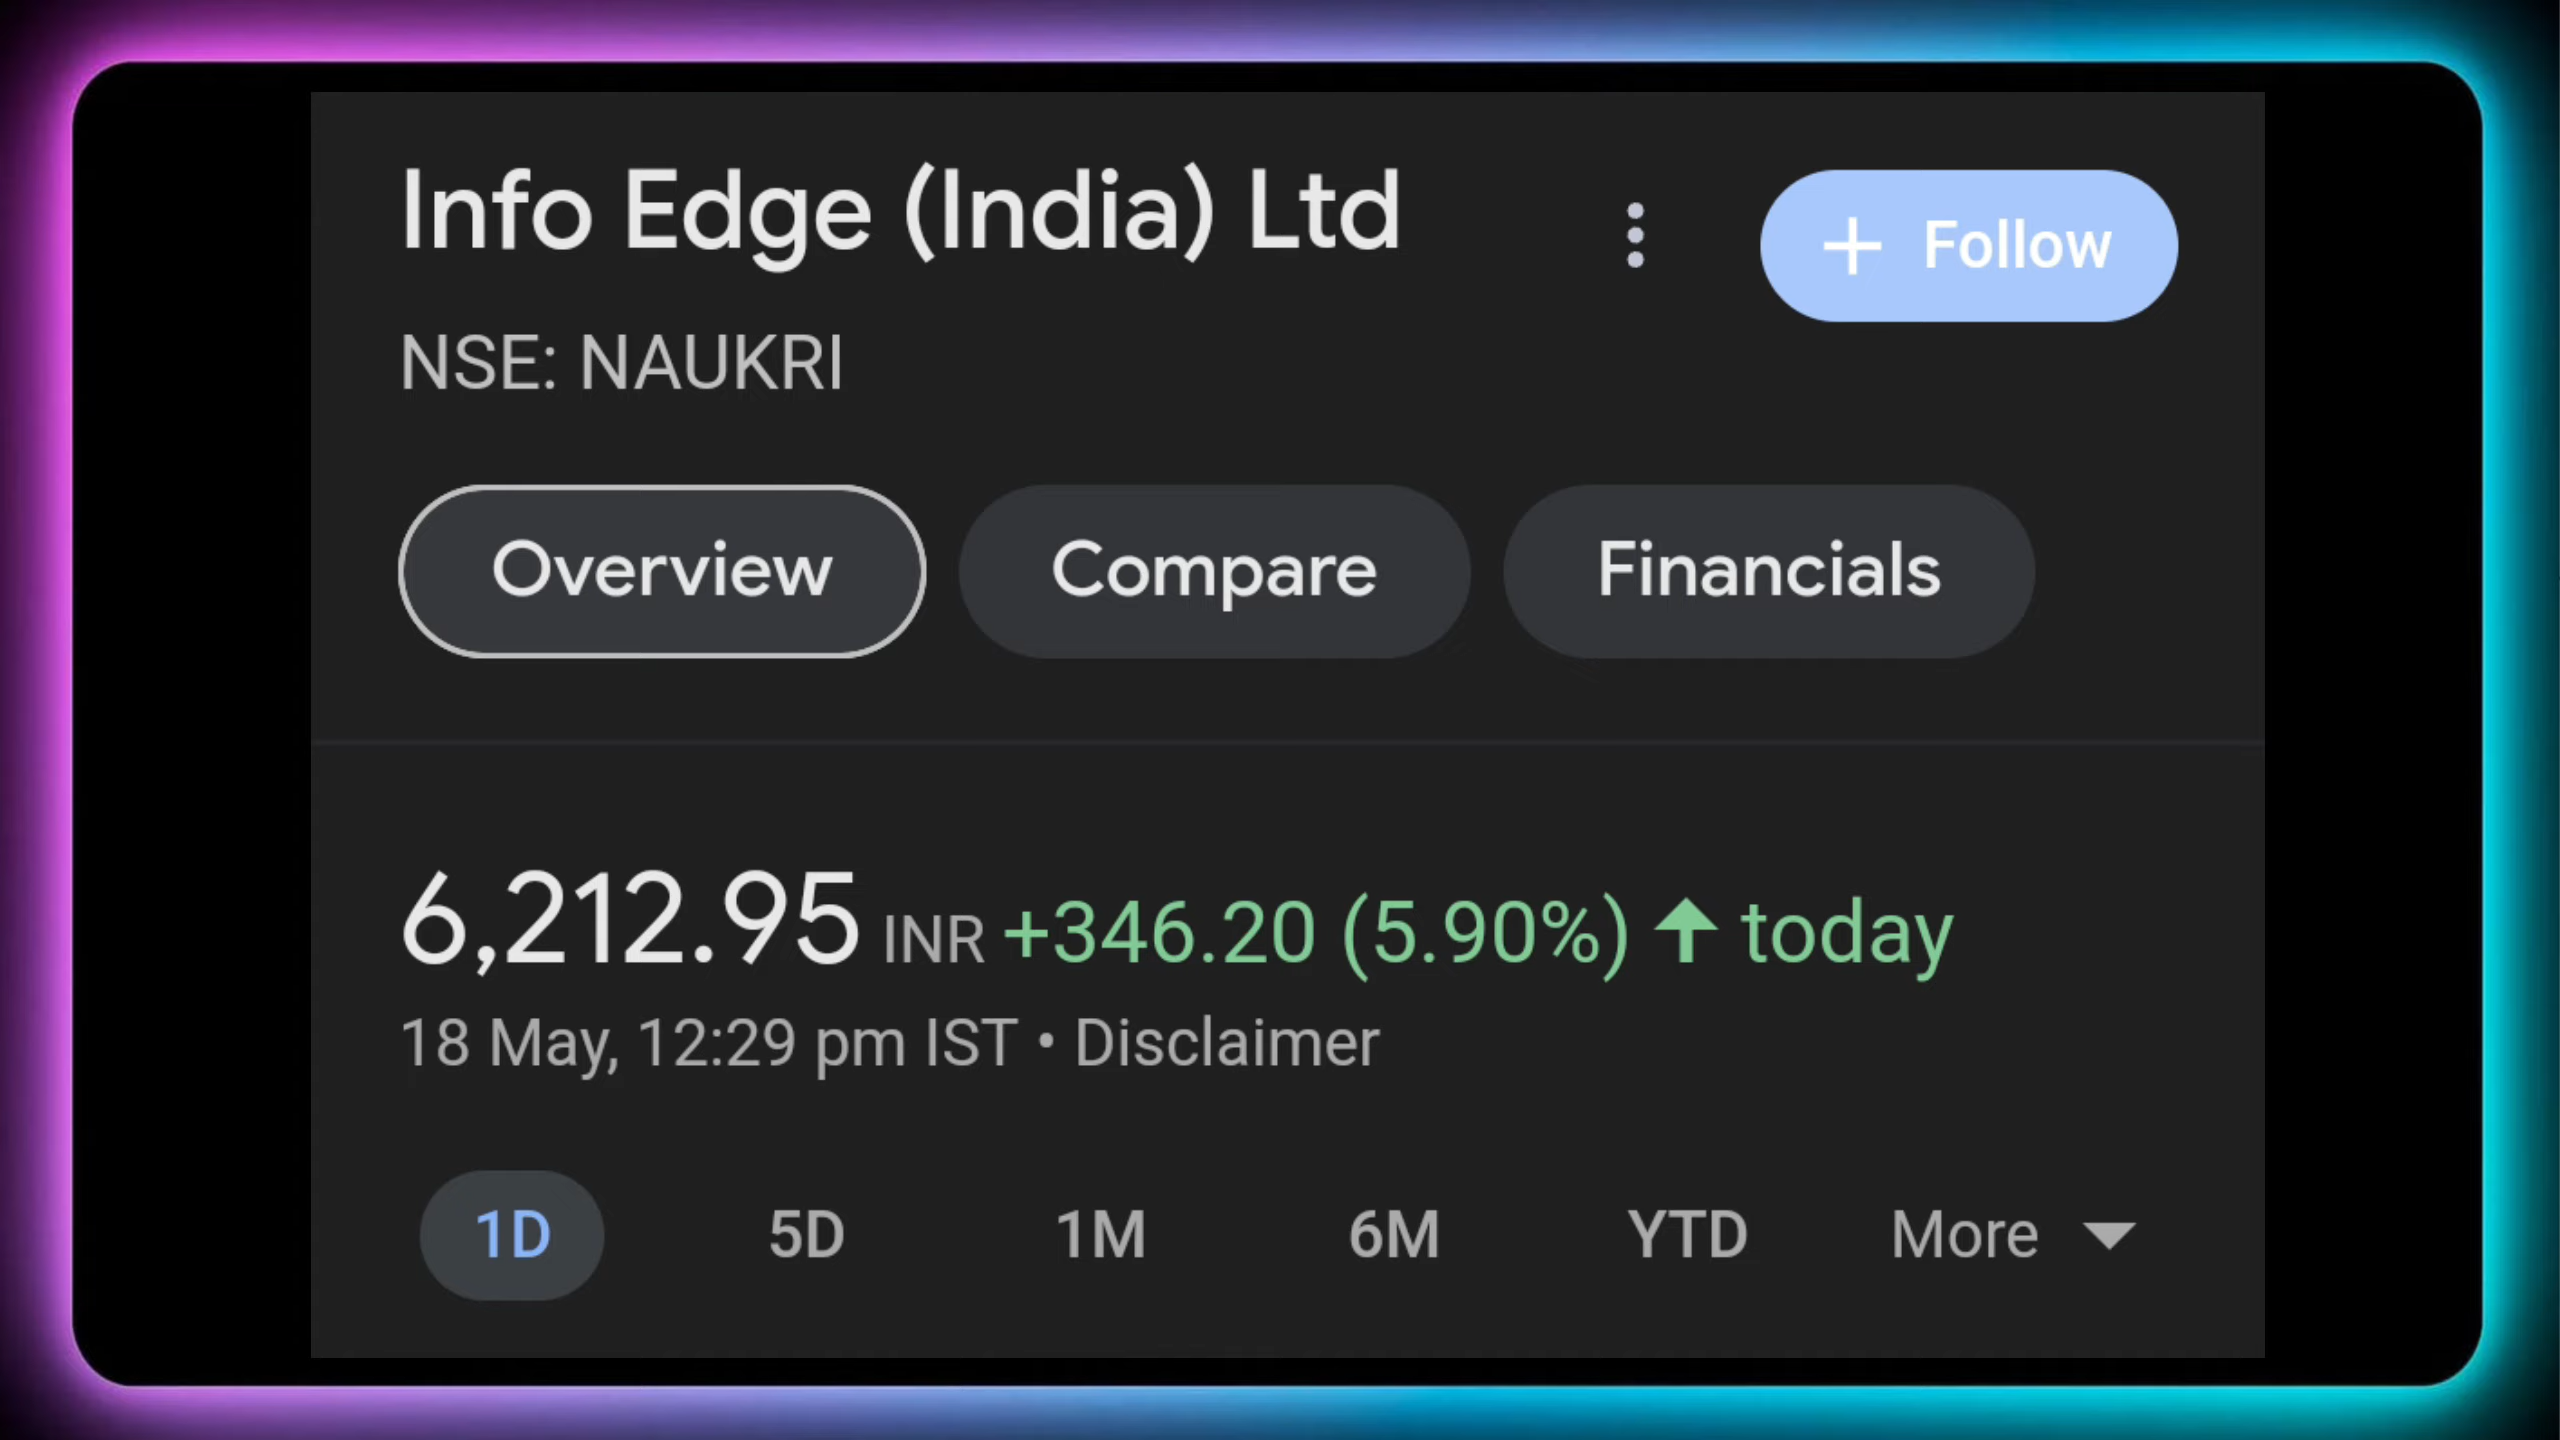 Info Edge (India) Ltd
+ Follow
NSE: NAUKRI
Overview Compare Financials
6,212.95 INR +346.20 (5.90%) ↑ today
18 May, 12:29 pm IST • Disclaimer
1D 5D 1M 6M YTD More